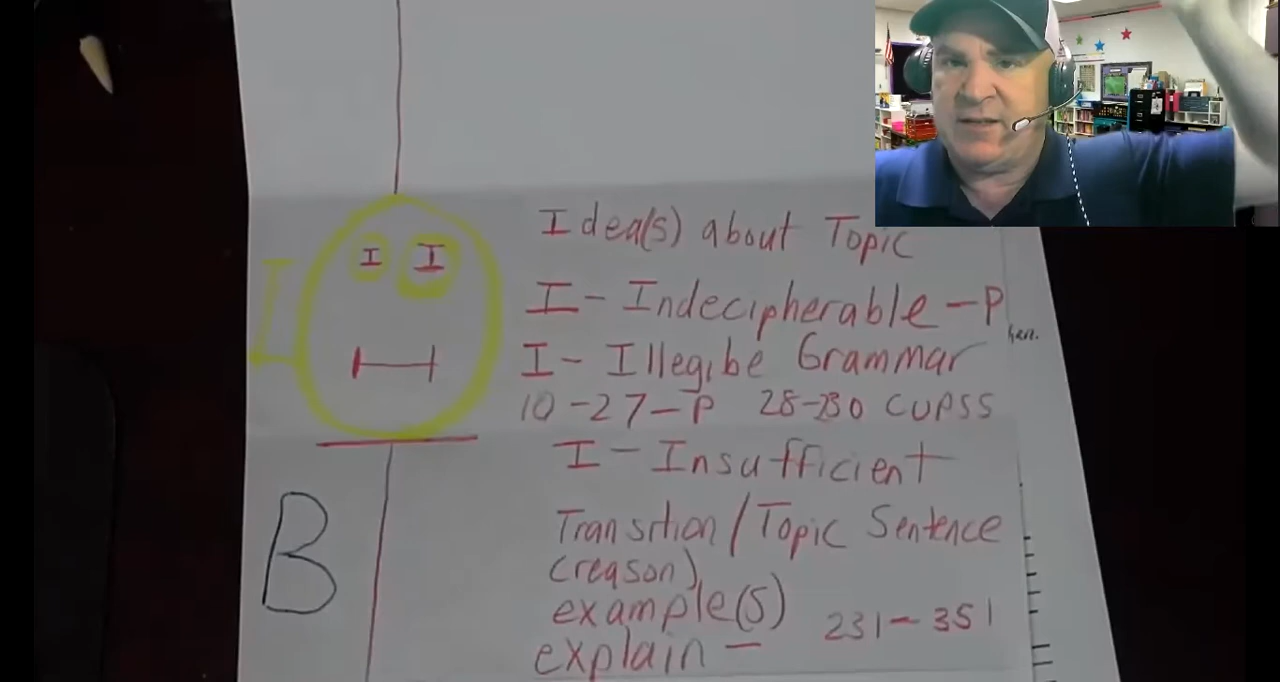 Idea(s) about Topic
I I
I
I - Indecipherable - P
hen.
I - Illegibe Grammar
10 - 27 - P 28-230 CUPSS
I - Insufficient
Transition / Topic Sentence
(reason)
example(s) 231 - 351
explain -
B